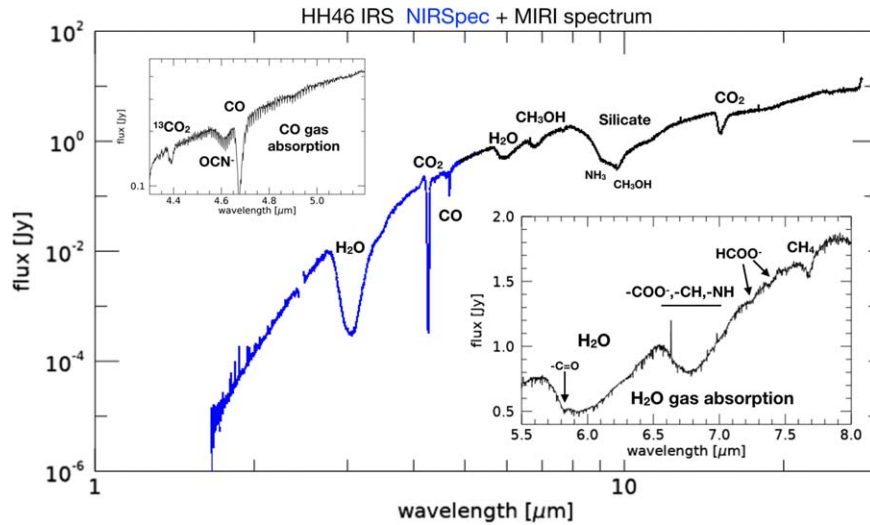 HH46 IRS NIRSpec + MIRI spectrum
10²
10⁰
10⁻²
10⁻⁴
10⁻⁶
flux [Jy]
1
10
wavelength [μm]
H₂O
CO₂
CO
H₂O
CH₃OH
Silicate
NH₃
CH₃OH
CO₂
¹³CO₂
OCN⁻
CO
CO gas
absorption
flux [Jy]
0.1
4.4 4.6 4.8 5.0
wavelength [μm]
2.0
1.5
1.0
0.5
flux [Jy]
HCOO⁻
CH₄
-COO⁻,-CH,-NH
H₂O
-C=O
H₂O gas absorption
5.5 6.0 6.5 7.0 7.5 8.0
wavelength [μm]